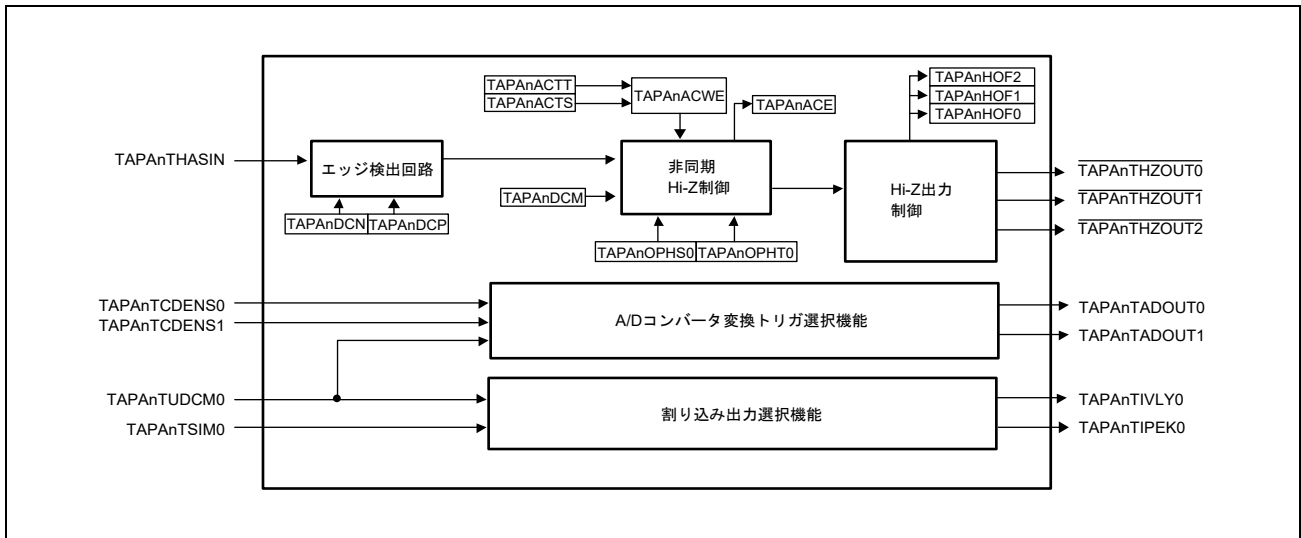 TAPAnACTT
TAPAnACTS
TAPAnACWE
TAPAnACE
TAPAnHOF2
TAPAnHOF1
TAPAnHOF0
TAPAnTHASIN
エッジ検出回路
TAPAnDCN
TAPAnDCP
TAPAnDCM
非同期
Hi-Z制御
TAPAnOPHS0
TAPAnOPHT0
Hi-Z出力
制御
TAPAnTHZOUT0
TAPAnTHZOUT1
TAPAnTHZOUT2
TAPAnTCDENS0
TAPAnTCDENS1
A/Dコンバータ変換トリガ選択機能
TAPAnTADOUT0
TAPAnTADOUT1
TAPAnTUDCM0
TAPAnTSIM0
割り込み出力選択機能
TAPAnTIVLY0
TAPAnTIPEK0